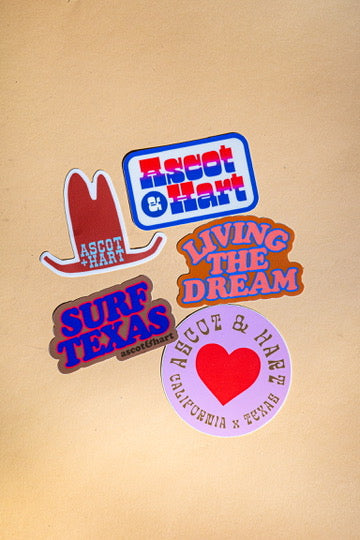 Ascot
& Hart
ASCOT
+HART
LIVING
THE
DREAM
SURF
TEXAS
ascot&hart
ASCOT & HART
CALIFORNIA x TEXAS